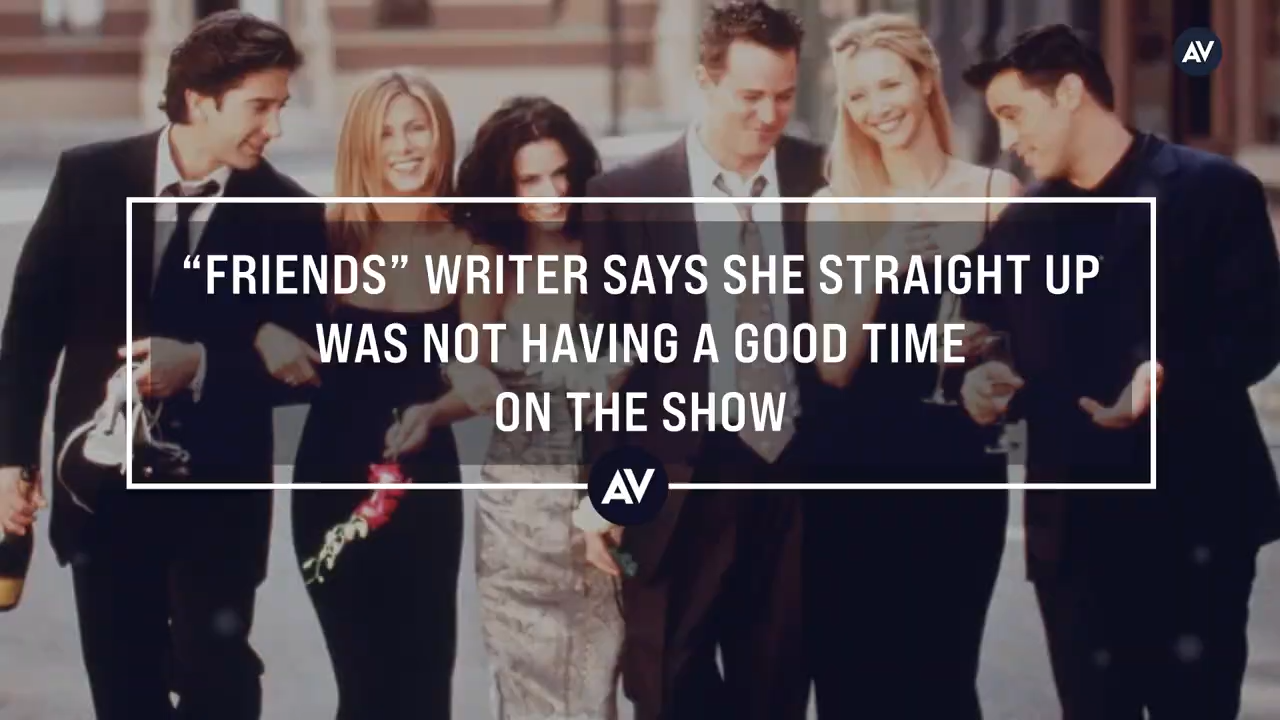 AV
“FRIENDS” WRITER SAYS SHE STRAIGHT UP
WAS NOT HAVING A GOOD TIME
ON THE SHOW
AV